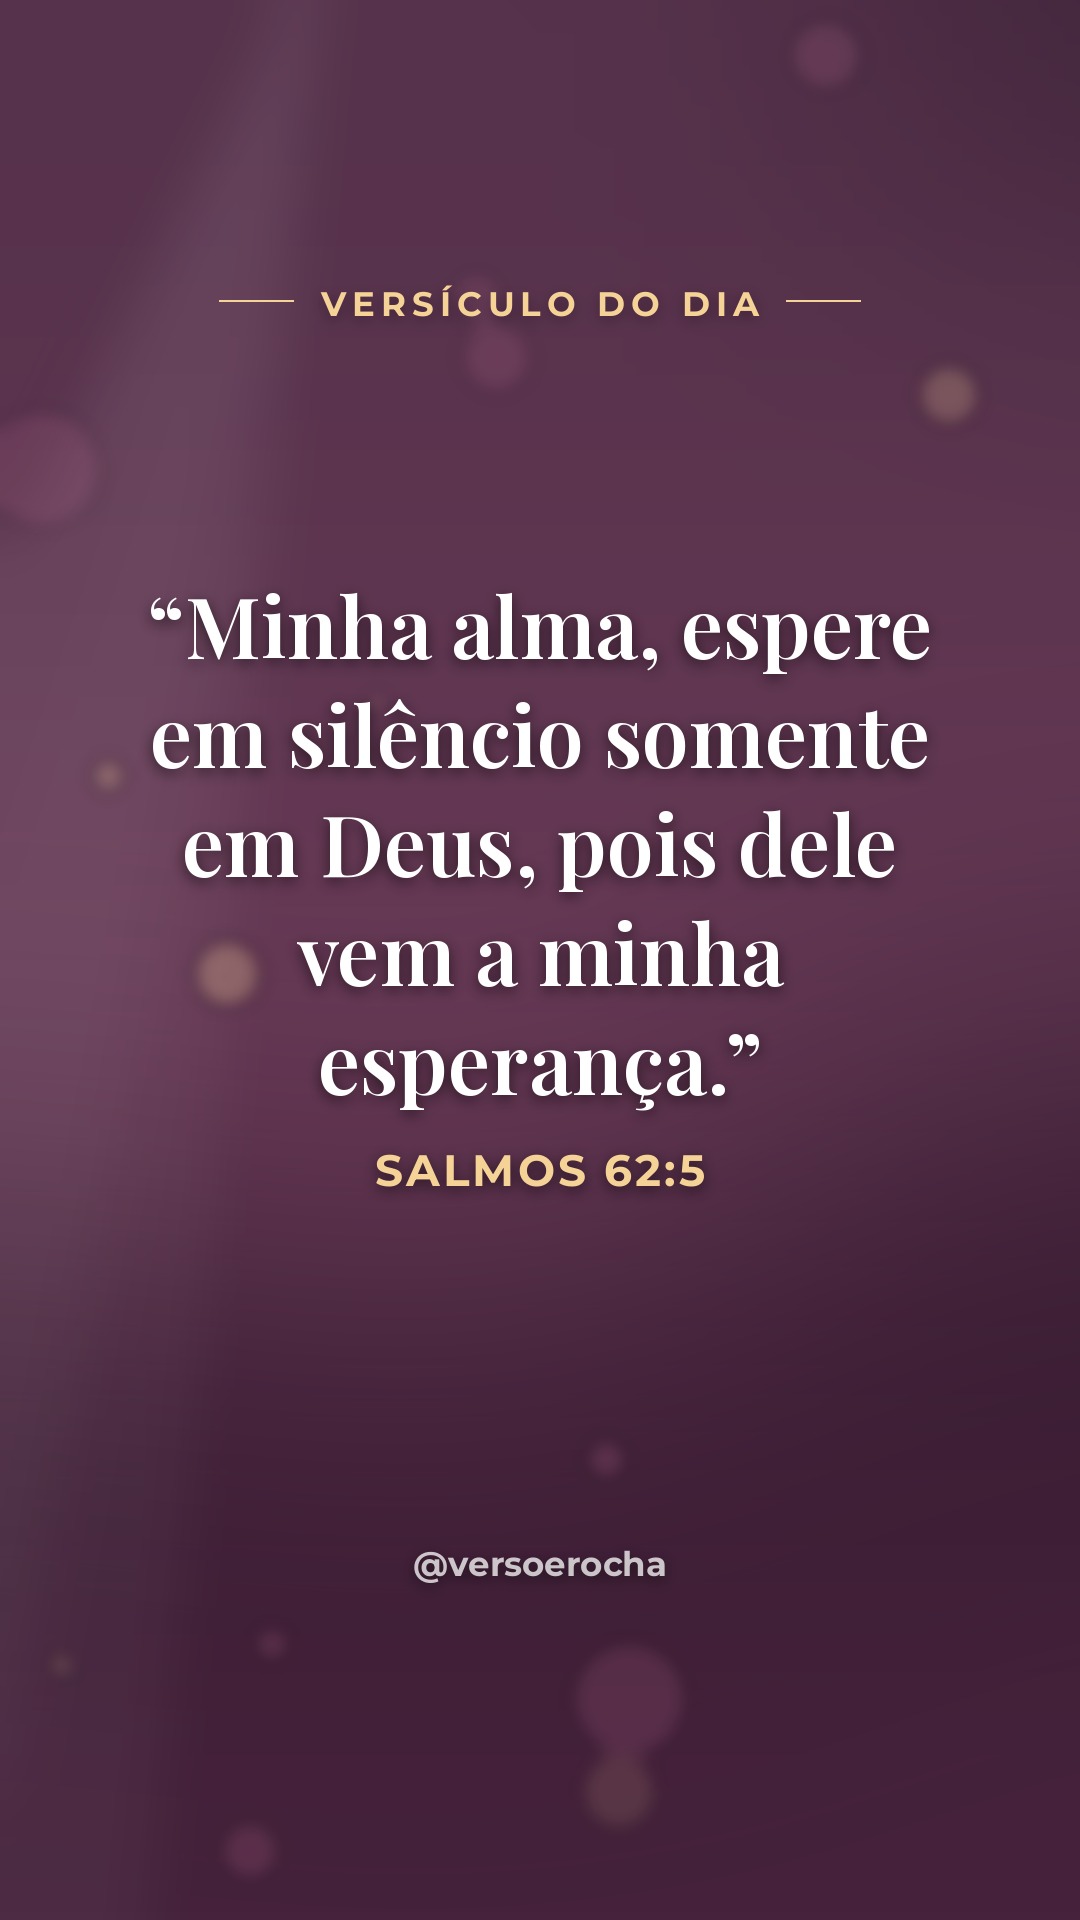 VERSÍCULO DO DIA
“Minha alma, espere
em silêncio somente
em Deus, pois dele
vem a minha
esperança.”
SALMOS 62:5
@versoerocha